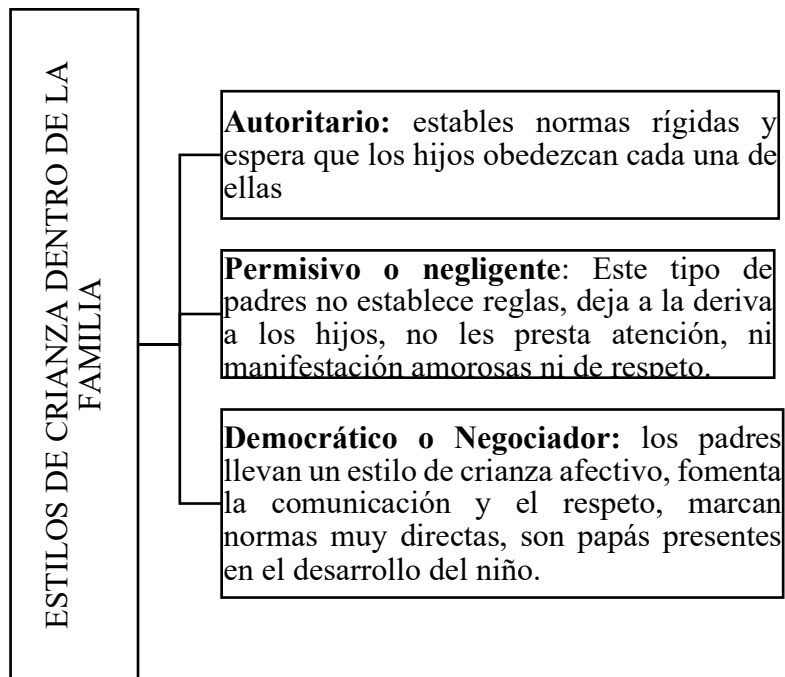 ESTILOS DE CRIANZA DENTRO DE LA
FAMILIA
Autoritario: estables normas rígidas y
espera que los hijos obedezcan cada una de
ellas
Permisivo o negligente: Este tipo de
padres no establece reglas, deja a la deriva
a los hijos, no les presta atención, ni
manifestación amorosas ni de respeto.
Democrático o Negociador: los padres
llevan un estilo de crianza afectivo, fomenta
la comunicación y el respeto, marcan
normas muy directas, son papás presentes
en el desarrollo del niño.